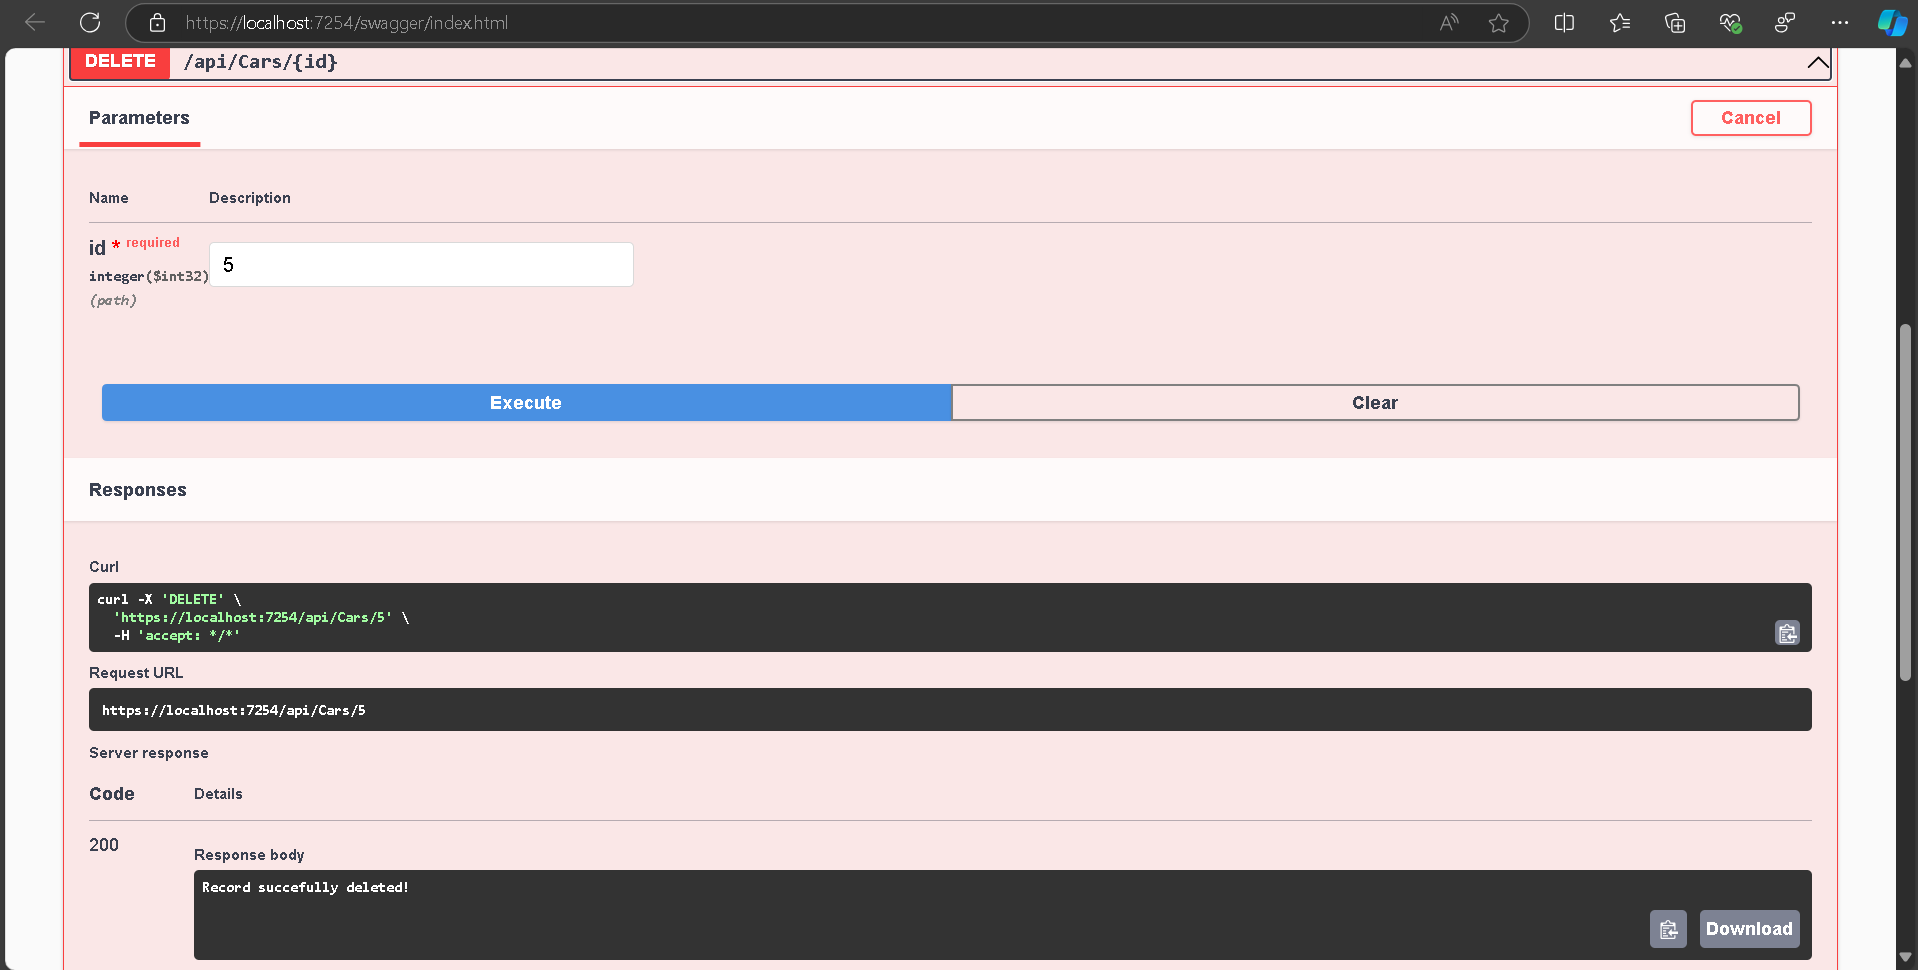 https://localhost:7254/swagger/index.html
DELETE /api/Cars/{id}
Parameters
Cancel
Name Description
id * required
integer($int32)
(path)
5
Execute Clear
Responses
Curl
curl -X 'DELETE' \
'https://localhost:7254/api/Cars/5' \
-H 'accept: */*'
Request URL
https://localhost:7254/api/Cars/5
Server response
Code Details
200
Response body
Record succefully deleted!
Download